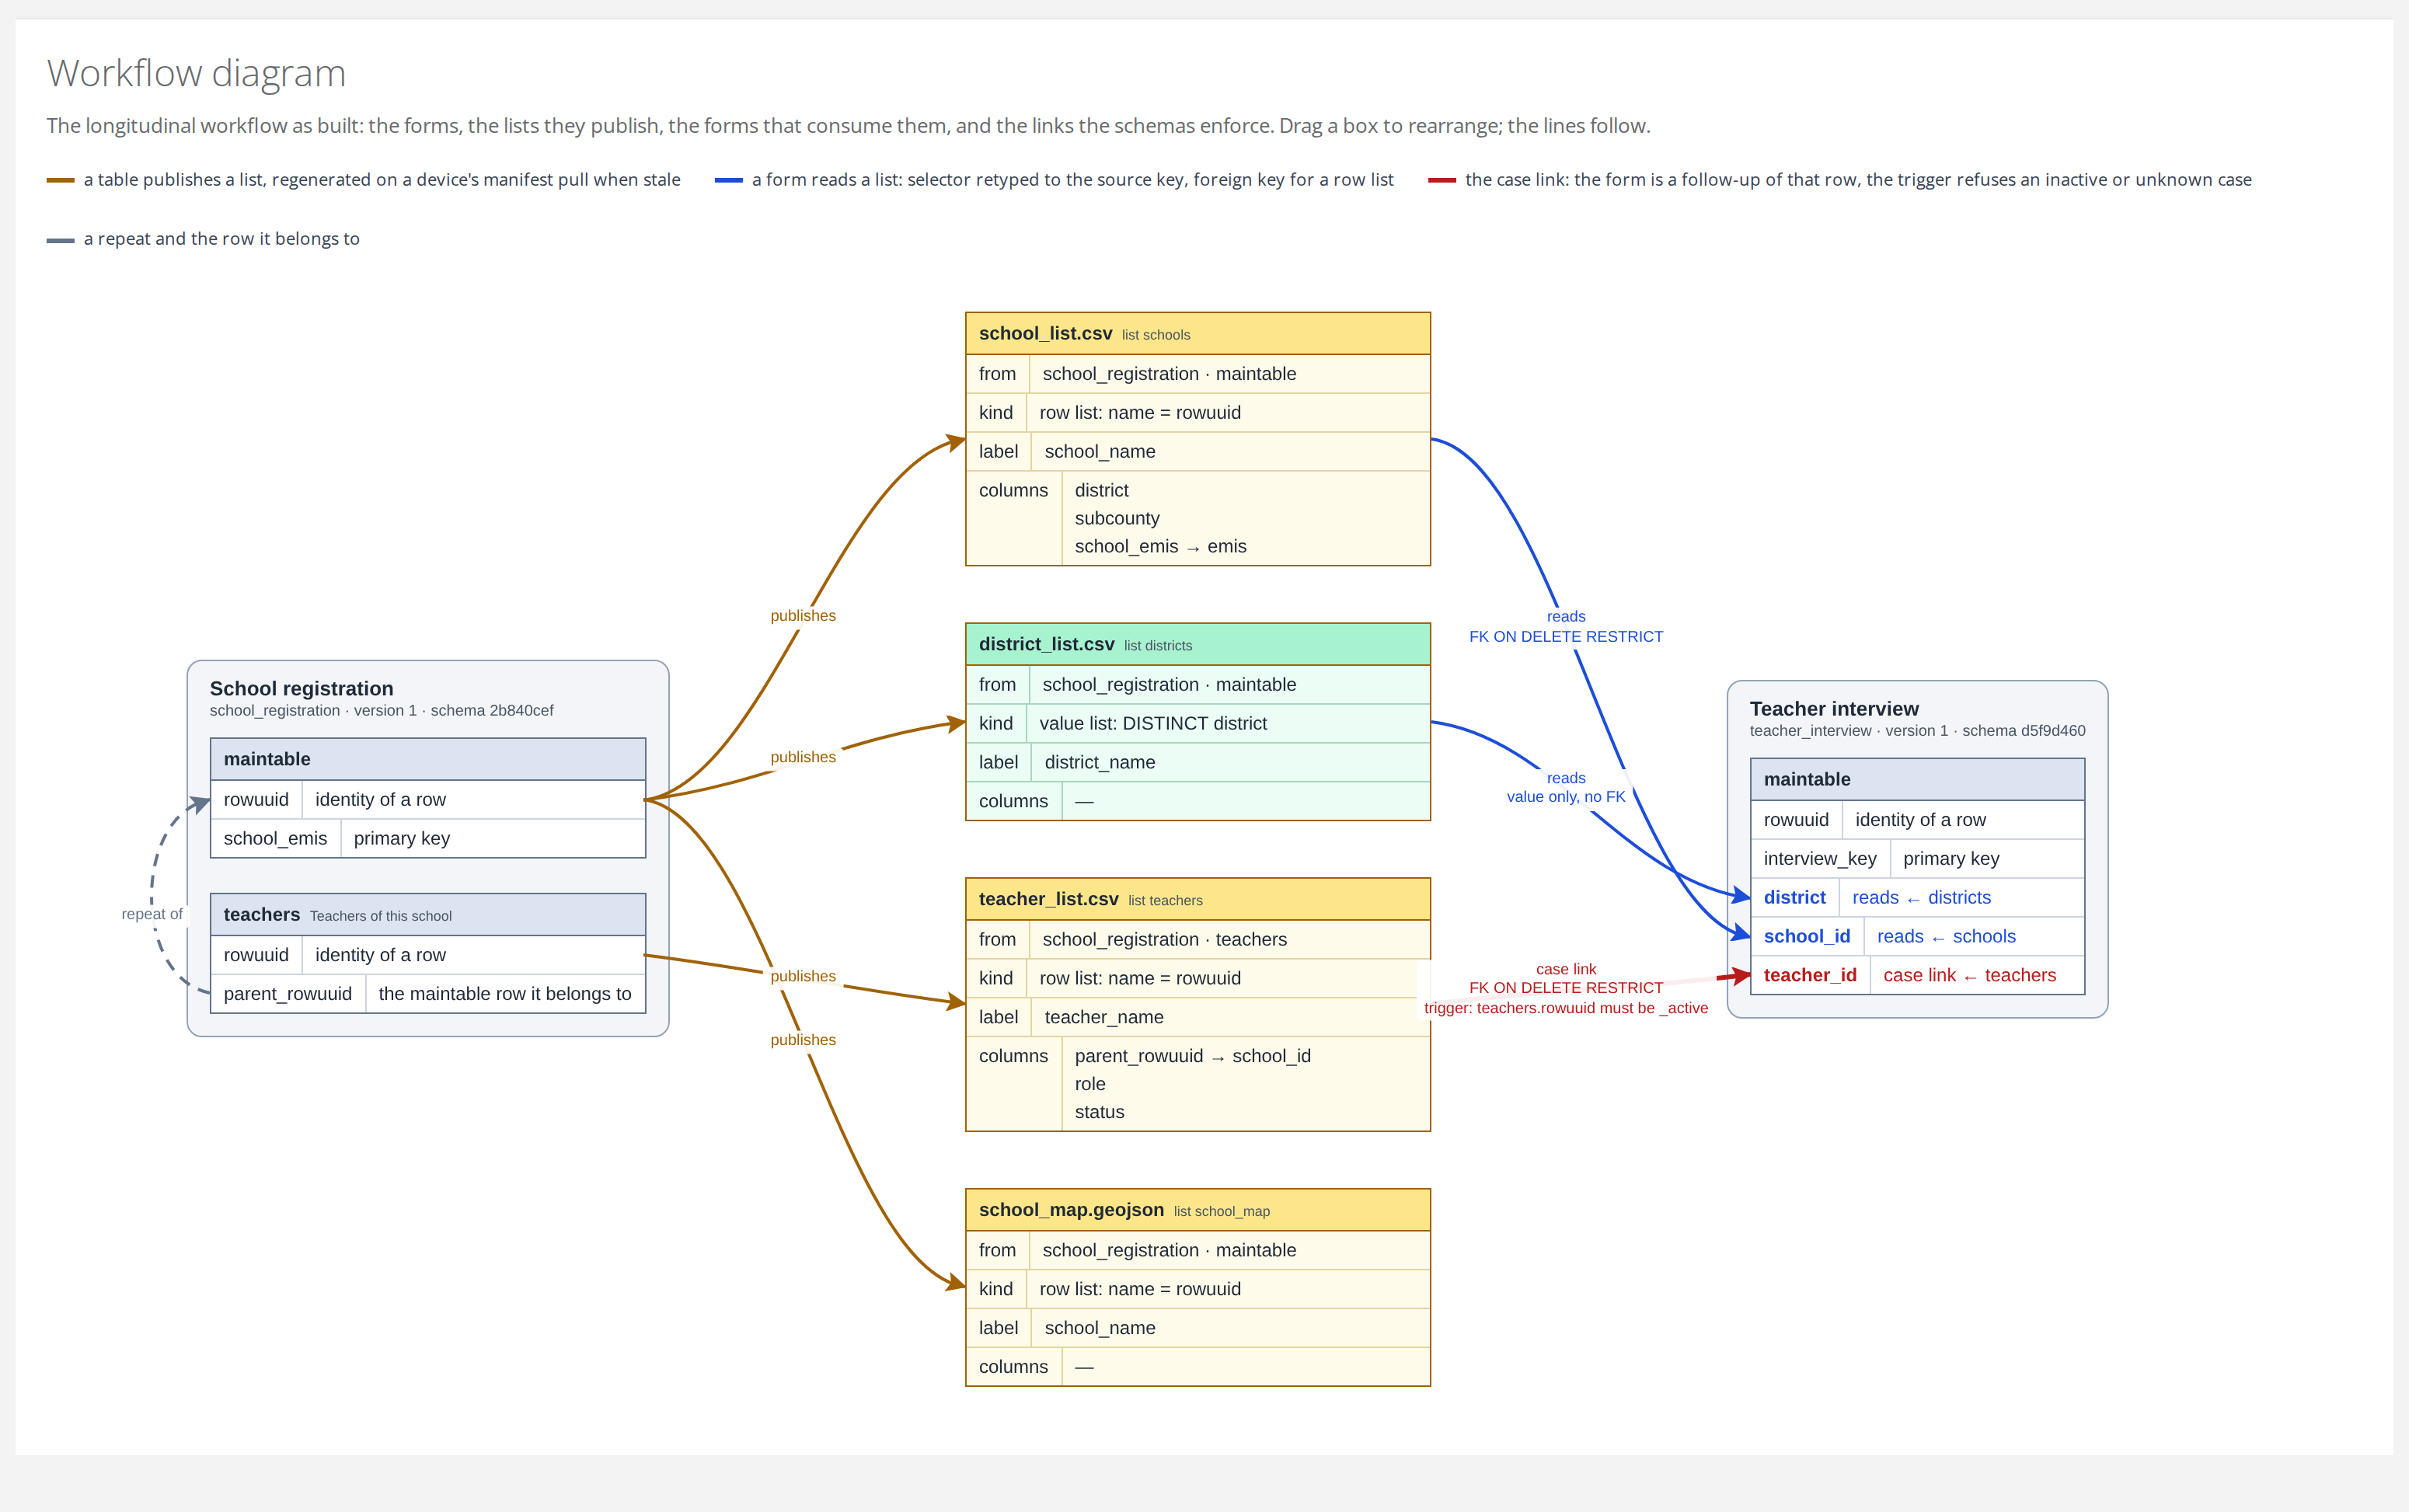 Workflow diagram
The longitudinal workflow as built: the forms, the lists they publish, the forms that consume them, and the links the schemas enforce. Drag a box to rearrange; the lines follow.
a table publishes a list, regenerated on a device's manifest pull when stale
a form reads a list: selector retyped to the source key, foreign key for a row list
the case link: the form is a follow-up of that row, the trigger refuses an inactive or unknown case
a repeat and the row it belongs to
School registration
school_registration · version 1 · schema 2b840cef
maintable
rowuuid identity of a row
school_emis primary key
teachers Teachers of this school
rowuuid identity of a row
parent_rowuuid the maintable row it belongs to
repeat of
publishes
publishes
publishes
publishes
school_list.csv list schools
from school_registration · maintable
kind row list: name = rowuuid
label school_name
columns district
subcounty
school_emis → emis
district_list.csv list districts
from school_registration · maintable
kind value list: DISTINCT district
label district_name
columns —
teacher_list.csv list teachers
from school_registration · teachers
kind row list: name = rowuuid
label teacher_name
columns parent_rowuuid → school_id
role
status
school_map.geojson list school_map
from school_registration · maintable
kind row list: name = rowuuid
label school_name
columns —
reads
FK ON DELETE RESTRICT
reads
value only, no FK
case link
FK ON DELETE RESTRICT
trigger: teachers.rowuuid must be _active
Teacher interview
teacher_interview · version 1 · schema d5f9d460
maintable
rowuuid identity of a row
interview_key primary key
district reads ← districts
school_id reads ← schools
teacher_id case link ← teachers